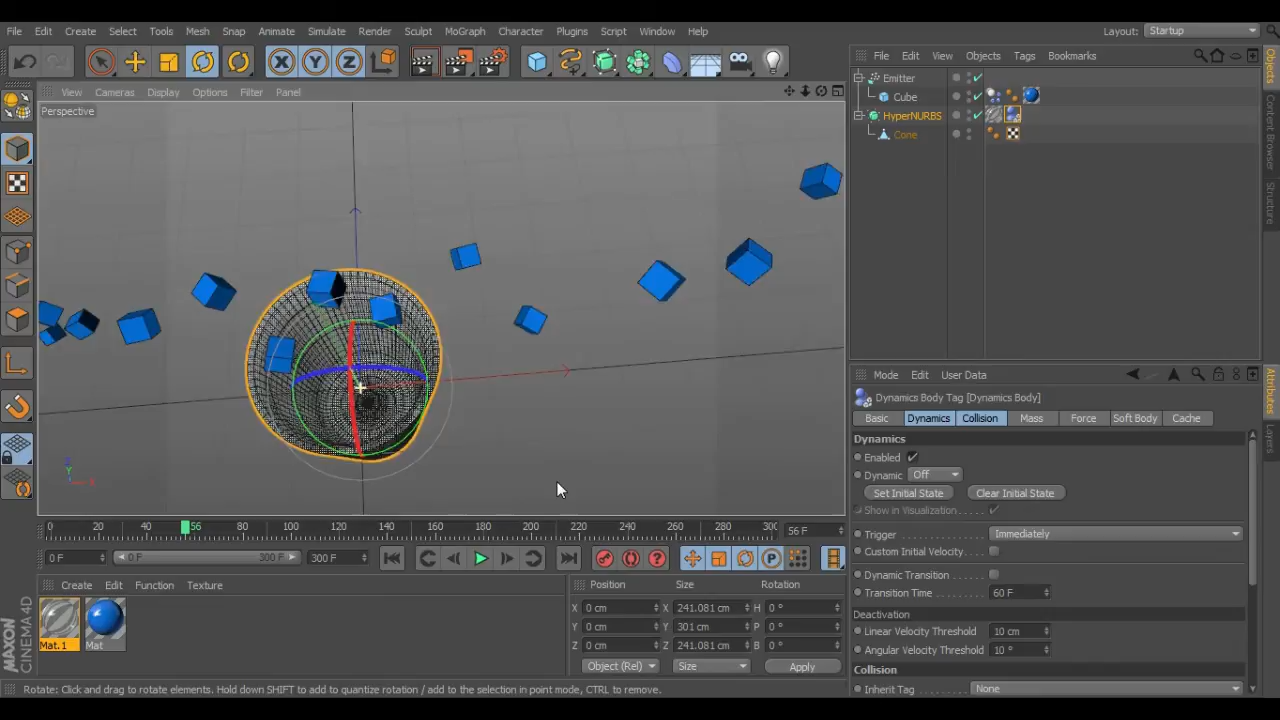 File Edit Create Select Tools Mesh Snap Animate Simulate Render Sculpt MoGraph Character Plugins Script Window Help Layout: Startup
X Y Z
File Edit View Objects Tags Bookmarks
Emitter
Cube
HyperNURBS
Cone
View Cameras Display Options Filter Panel
Perspective
Mode Edit User Data
Dynamics Body Tag [Dynamics Body]
Basic Dynamics Collision Mass Force Soft Body Cache
Dynamics
Enabled
Dynamic Off
Set Initial State Clear Initial State
Show in Visualization
Trigger Immediately
Custom Initial Velocity
Dynamic Transition
Transition Time 60 F
Deactivation
Linear Velocity Threshold 10 cm
Angular Velocity Threshold 10 °
Collision
Inherit Tag None
Objects
Content Browser
Structure
Attributes
Layers
0 20 40 56 80 100 120 140 160 180 200 220 240 260 280 300 56 F
0 F 0 F 300 F 300 F
P
Create Edit Function Texture
Mat.1 Mat
Position Size Rotation
X 0 cm X 241.081 cm H 0 °
Y 0 cm Y 301 cm P 0 °
Z 0 cm Z 241.081 cm B 0 °
Object (Rel) Size Apply
MAXON CINEMA 4D
Rotate: Click and drag to rotate elements. Hold down SHIFT to add to quantize rotation / add to the selection in point mode, CTRL to remove.